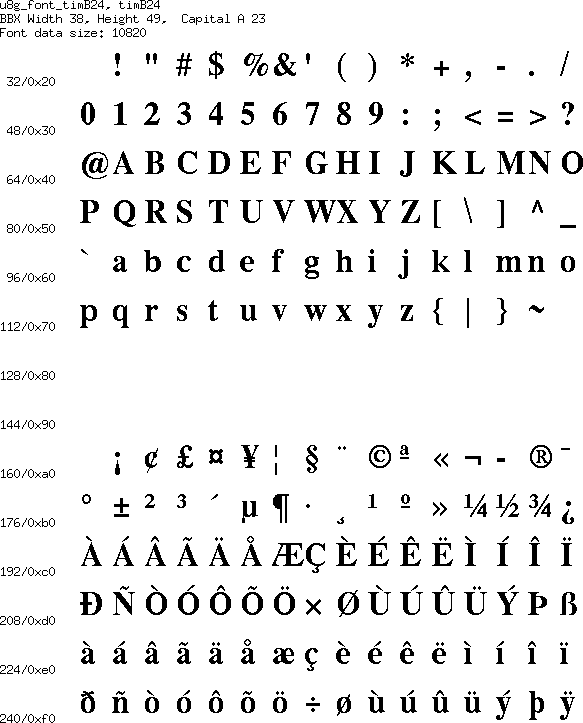 u8g_font_timB24, timB24
BBX Width 38, Height 49,  Capital A 23
Font data size: 10820
32/0x20 ! " # $ % & ' ( ) * + , - . /
48/0x30 0 1 2 3 4 5 6 7 8 9 : ; < = > ?
64/0x40 @ A B C D E F G H I J K L M N O
80/0x50 P Q R S T U V W X Y Z [ \ ] ^ _
96/0x60 ` a b c d e f g h i j k l m n o
112/0x70 p q r s t u v w x y z { | } ~
128/0x80
144/0x90
160/0xa0 ¡ ¢ £ ¤ ¥ ¦ § ¨ © ª « ¬ - ® ¯
176/0xb0 ° ± ² ³ ´ µ ¶ · ¸ ¹ º » ¼ ½ ¾ ¿
192/0xc0 À Á Â Ã Ä Å Æ Ç È É Ê Ë Ì Í Î Ï
208/0xd0 Ð Ñ Ò Ó Ô Õ Ö × Ø Ù Ú Û Ü Ý Þ ß
224/0xe0 à á â ã ä å æ ç è é ê ë ì í î ï
240/0xf0 ð ñ ò ó ô õ ö ÷ ø ù ú û ü ý þ ÿ